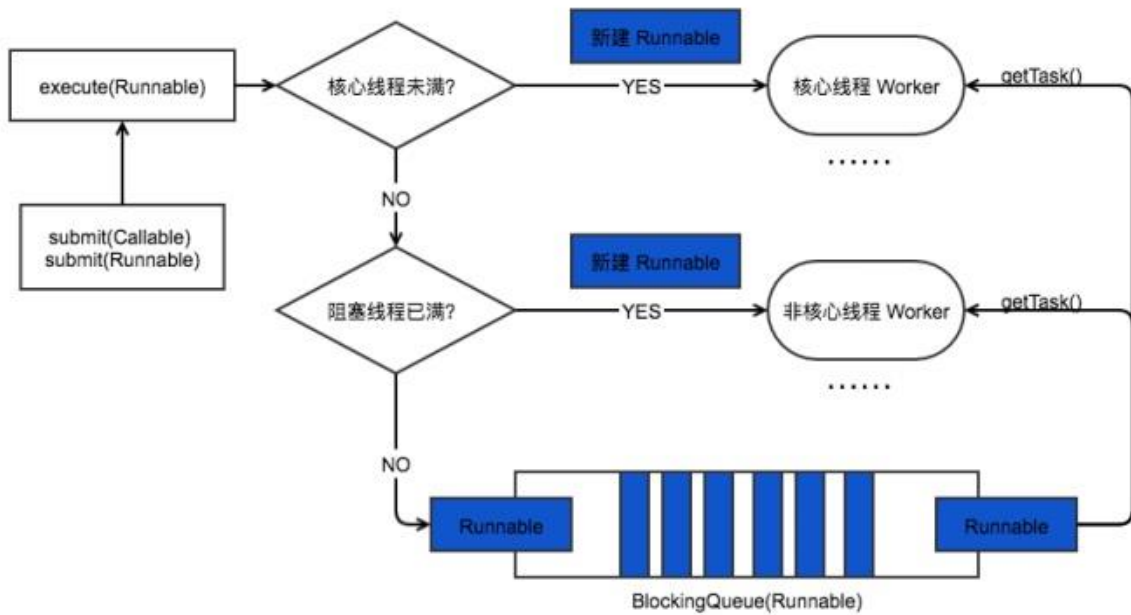 新建 Runnable
execute(Runnable)
核心线程未满?
YES
核心线程 Worker
getTask()
......
NO
submit(Callable)
submit(Runnable)
新建 Runnable
阻塞线程已满?
YES
非核心线程 Worker
getTask()
......
NO
Runnable
Runnable
BlockingQueue(Runnable)